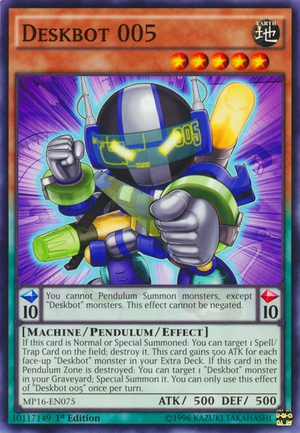 DESKBOT 005
EARTH
地
005
You cannot Pendulum Summon monsters, except
"Deskbot" monsters. This effect cannot be negated.
10
10
[MACHINE/PENDULUM/EFFECT]
If this card is Normal or Special Summoned: You can target 1 Spell/
Trap Card on the field; destroy it. This card gains 500 ATK for each
face-up "Deskbot" monster in your Extra Deck. If this card in the
Pendulum Zone is destroyed: You can target 1 "Deskbot" monster
in your Graveyard; Special Summon it. You can only use this effect
of "Deskbot 005" once per turn.
MP16-EN075
ATK/ 500
DEF/ 500
10117149
1st Edition
©1996 KAZUKI TAKAHASHI